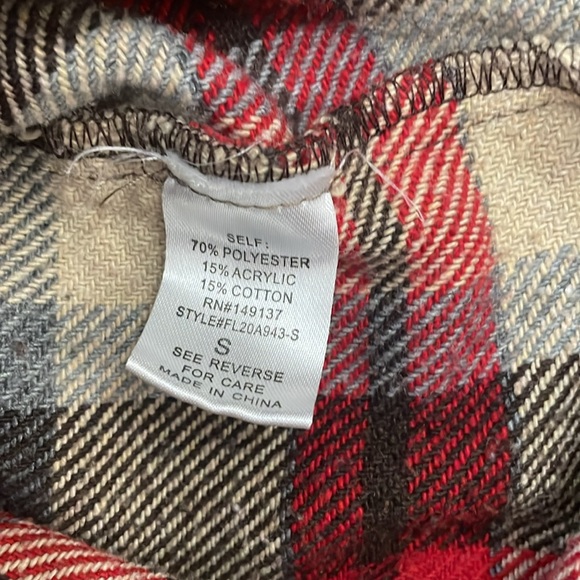 SELF:
70% POLYESTER
15% ACRYLIC
15% COTTON
RN#149137
STYLE#FL20A943-S
S
SEE REVERSE
FOR CARE
MADE IN CHINA